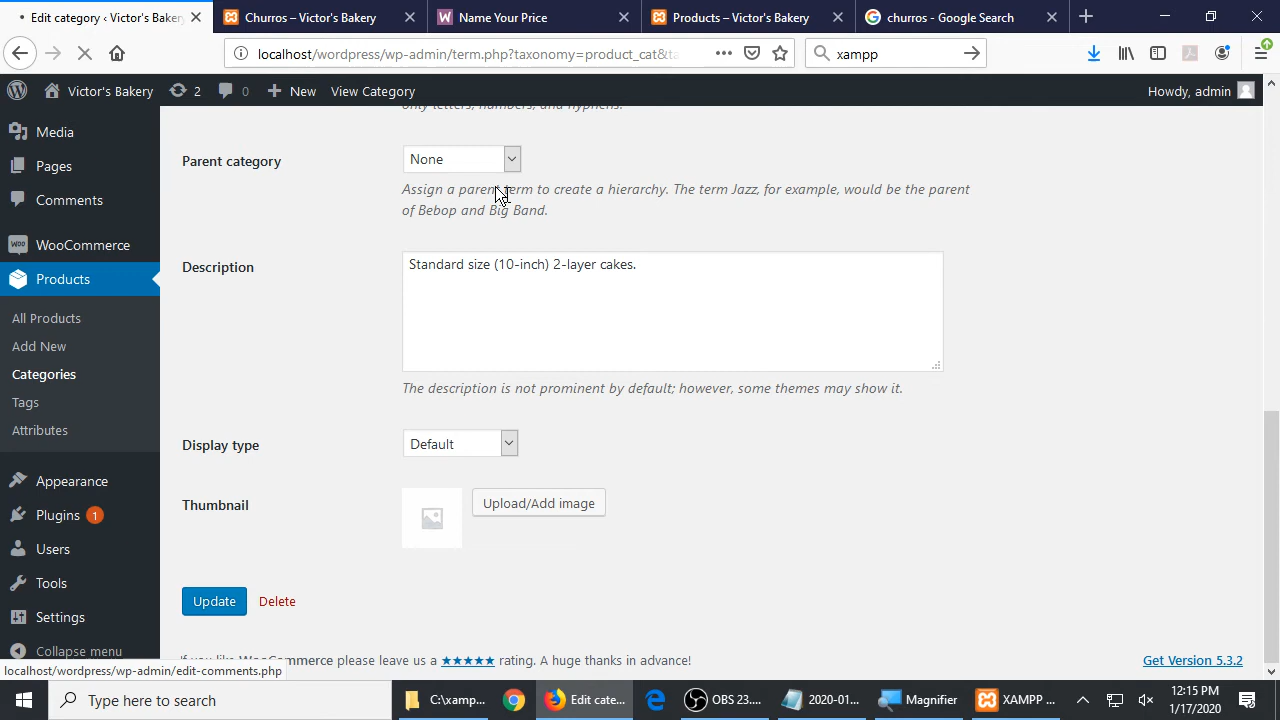 Edit category ‹ Victor's Bakery
Churros – Victor's Bakery
Name Your Price
Products – Victor's Bakery
churros - Google Search
localhost/wordpress/wp-admin/term.php?taxonomy=product_cat&ta
xampp
Victor's Bakery
2
0
New
View Category
Howdy, admin
only letters, numbers, and hyphens.
Media
Pages
Comments
WooCommerce
Products
All Products
Add New
Categories
Tags
Attributes
Appearance
Plugins 1
Users
Tools
Settings
Collapse menu
Parent category
None
Assign a parent term to create a hierarchy. The term Jazz, for example, would be the parent
of Bebop and Big Band.
Description
Standard size (10-inch) 2-layer cakes.
The description is not prominent by default; however, some themes may show it.
Display type
Default
Thumbnail
Upload/Add image
Update
Delete
If you like WooCommerce please leave us a ★★★★★ rating. A huge thanks in advance!
Get Version 5.3.2
localhost/wordpress/wp-admin/edit-comments.php
Type here to search
C:\xamp...
Edit cate...
OBS 23....
2020-01...
Magnifier
XAMPP ...
12:15 PM
1/17/2020